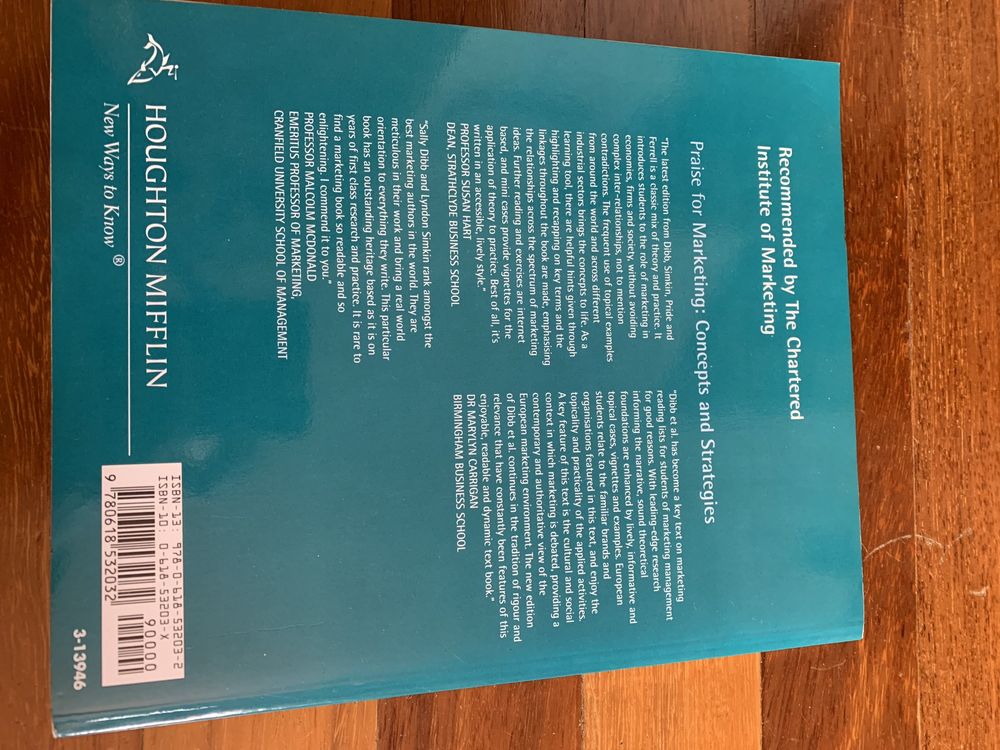 Recommended by The Chartered
Institute of Marketing
Praise for Marketing: Concepts and Strategies
"The latest edition from Dibb, Simkin, Pride and
Ferrell is a classic mix of theory and practice. It
introduces students to the role of marketing in
economies, firms and society, without avoiding
complex inter-relationships, not to mention
contradictions. The frequent use of topical examples
from around the world and across different
industrial sectors brings the concepts to life. As a
learning tool, there are helpful hints given through
highlighting and recapping on key terms and the
linkages throughout the book are made, emphasising
the relationships across the spectrum of marketing
ideas. Further reading and exercises are internet
based, and mini cases provide vignettes for the
application of theory to practice. Best of all, it's
written in an accessible, lively style."
PROFESSOR SUSAN HART
DEAN, STRATHCLYDE BUSINESS SCHOOL
"Sally Dibb and Lyndon Simkin rank amongst the
best marketing authors in the world. They are
meticulous in their work and bring a real world
orientation to everything they write. This particular
book has an outstanding heritage based as it is on
years of first class research and practice. It is rare to
find a marketing book so readable and so
enlightening. I commend it to you."
PROFESSOR MALCOLM MCDONALD
EMERITUS PROFESSOR OF MARKETING,
CRANFIELD UNIVERSITY SCHOOL OF MANAGEMENT
"Dibb et al. has become a key text on marketing
reading lists for students of marketing management
for good reasons. With leading-edge research
informing the narrative, sound theoretical
foundations are enhanced by lively, informative and
topical cases, vignettes and examples. European
students relate to the familiar brands and
organisations featured in this text, and enjoy the
topicality and practicality of the applied activities.
A key feature of this text is the cultural and social
context in which marketing is debated, providing a
contemporary and authoritative view of the
European marketing environment. The new edition
of Dibb et al. continues in the tradition of rigour and
relevance that have constantly been features of this
enjoyable, readable and dynamic text book."
DR MARYLYN CARRIGAN
BIRMINGHAM BUSINESS SCHOOL
HOUGHTON MIFFLIN
New Ways to Know®
ISBN-13: 978-0-618-53203-2
ISBN-10: 0-618-53203-X
90000
9 780618 532032
3-13946